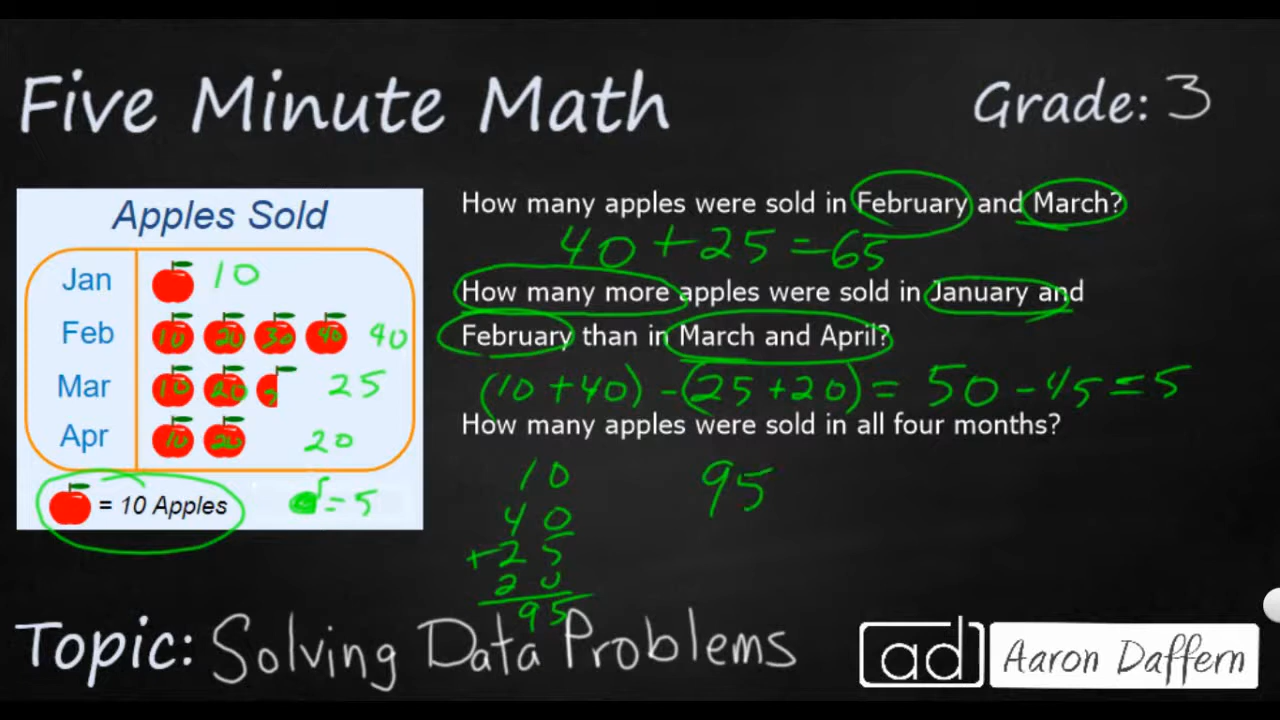 Five Minute Math
Grade: 3
Apples Sold
Jan 10
Feb 10 20 30 40 40
Mar 10 20 5 25
Apr 10 20 20
= 10 Apples = 5
How many apples were sold in February and March?
40 + 25 = 65
How many more apples were sold in January and
February than in March and April?
(10 + 40) - (25 + 20) = 50 - 45 = 5
How many apples were sold in all four months?
10
40
+ 25
20
95
95
Topic: Solving Data Problems
ad Aaron Daffern